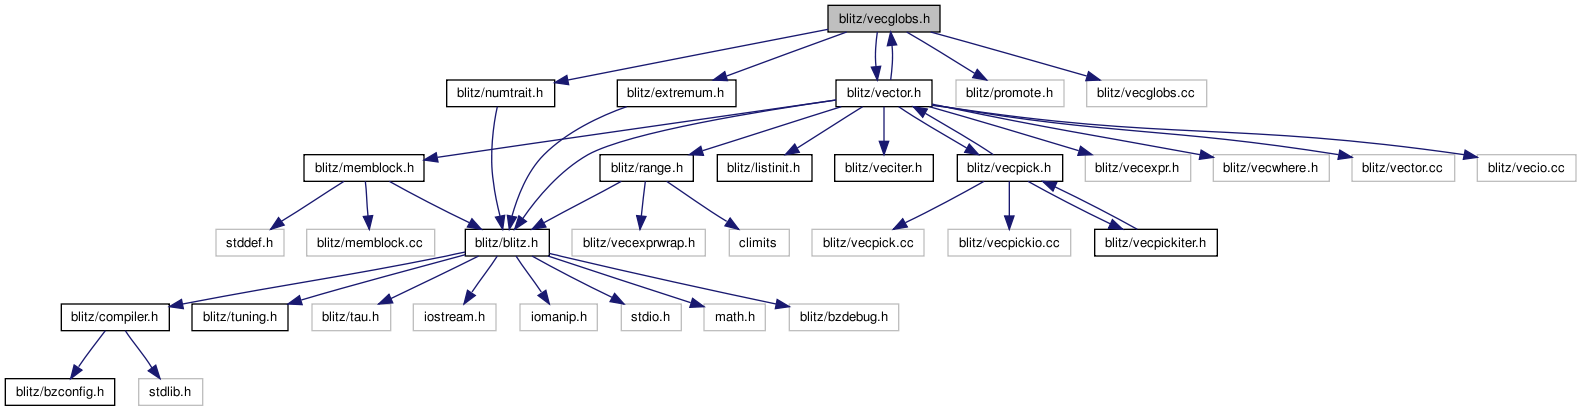 blitz/vecglobs.h
blitz/numtrait.h
blitz/extremum.h
blitz/vector.h
blitz/promote.h
blitz/vecglobs.cc
blitz/memblock.h
blitz/range.h
blitz/listinit.h
blitz/veciter.h
blitz/vecpick.h
blitz/vecexpr.h
blitz/vecwhere.h
blitz/vector.cc
blitz/vecio.cc
stddef.h
blitz/memblock.cc
blitz/blitz.h
blitz/vecexprwrap.h
climits
blitz/vecpick.cc
blitz/vecpickio.cc
blitz/vecpickiter.h
blitz/compiler.h
blitz/tuning.h
blitz/tau.h
iostream.h
iomanip.h
stdio.h
math.h
blitz/bzdebug.h
blitz/bzconfig.h
stdlib.h